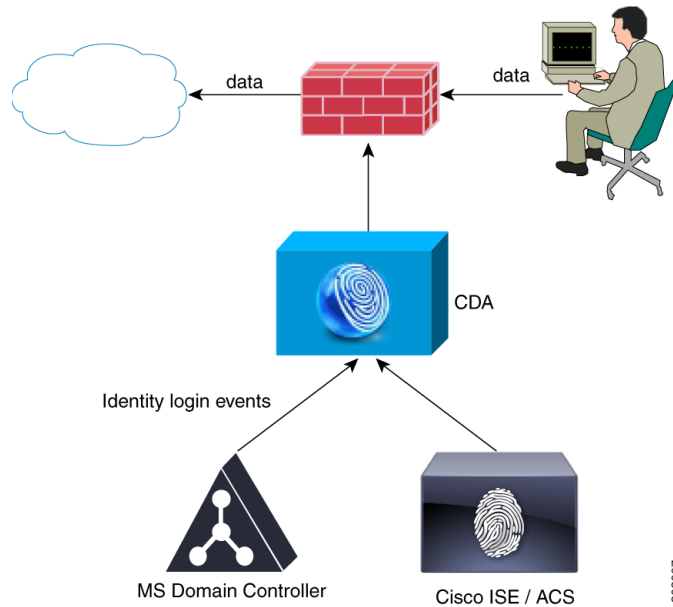 data
data
CDA
Identity login events
MS Domain Controller
Cisco ISE / ACS